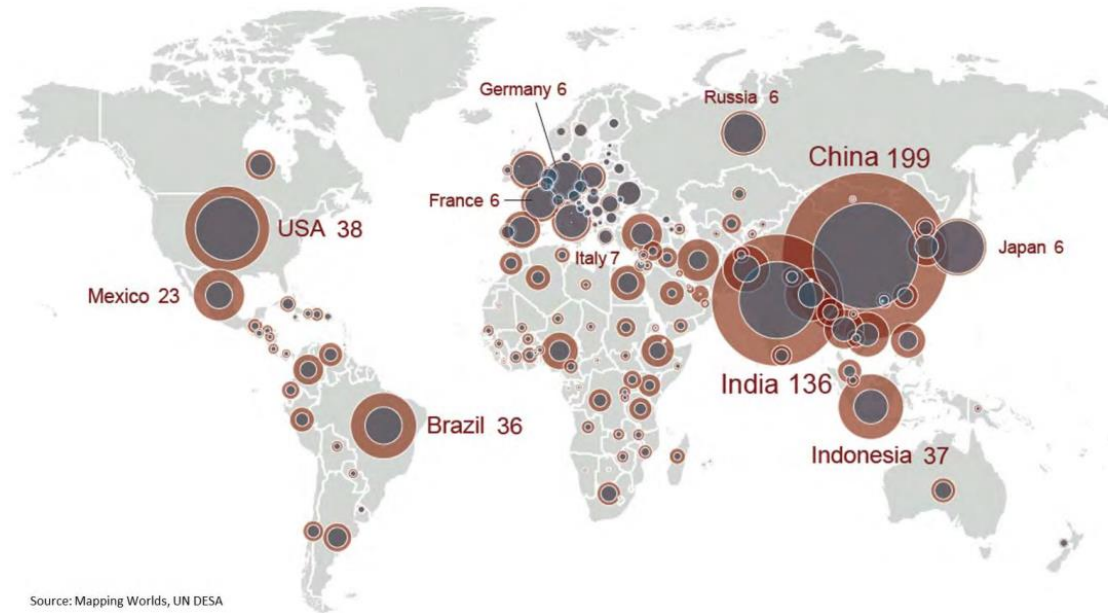 Germany 6
Russia 6
China 199
France 6
USA 38
Italy 7
Japan 6
Mexico 23
India 136
Brazil 36
Indonesia 37
Source: Mapping Worlds, UN DESA